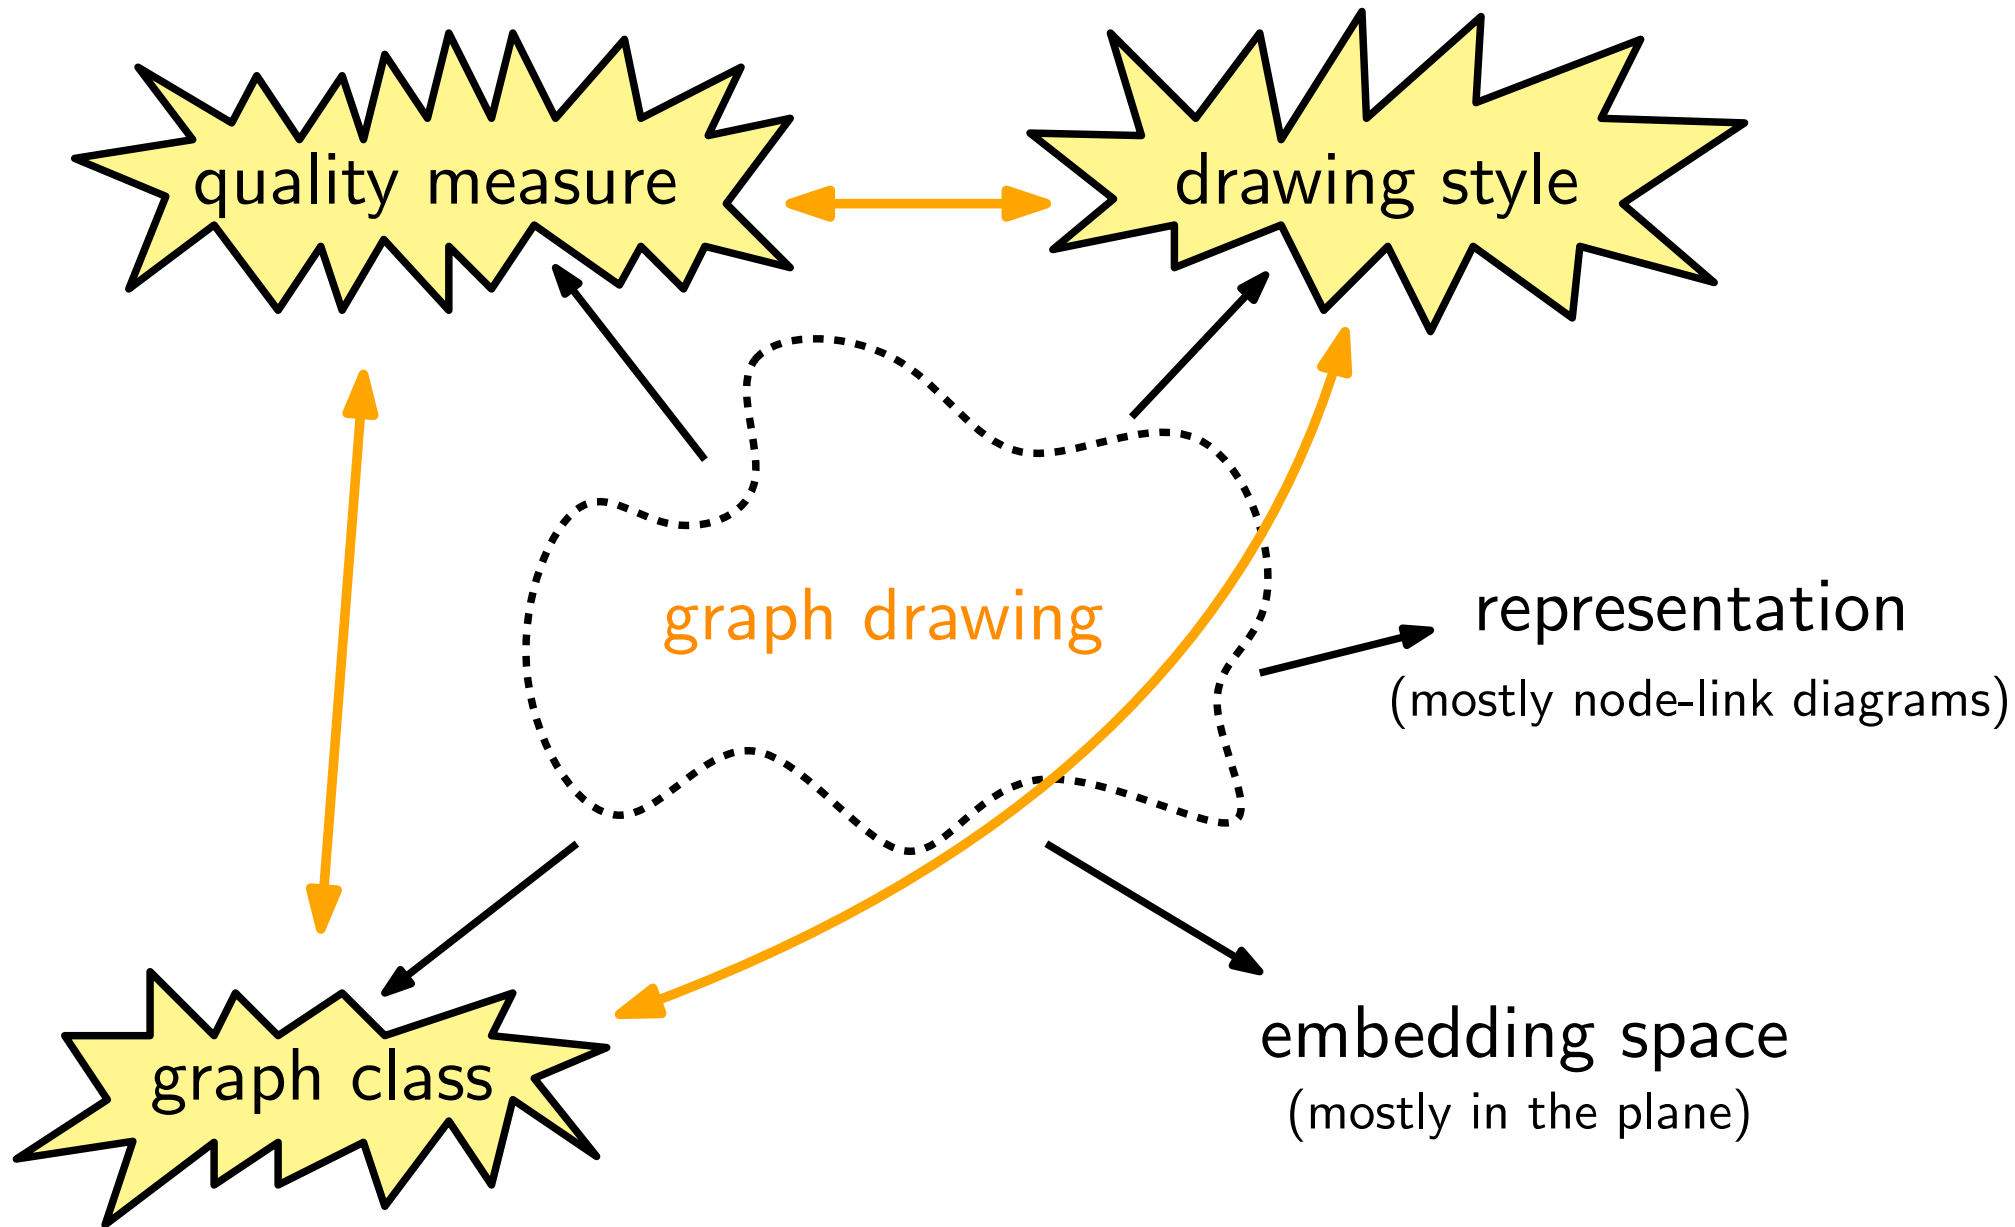 quality measure
drawing style
graph drawing
representation
(mostly node-link diagrams)
graph class
embedding space
(mostly in the plane)